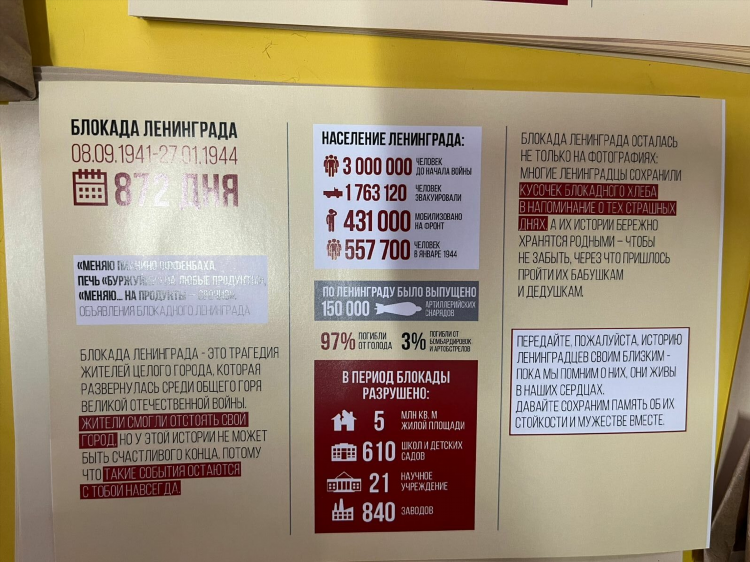 БЛОКАДА ЛЕНИНГРАДА
08.09.1941-27.01.1944
872 ДНЯ
«МЕНЯЮ
ПЕЧЬ «БУРЖУЙ
НА ЛЮБЫЕ ПРОДУКТЫ»,
«МЕНЯЮ... НА ПРОДУКТЫ
ОБЪЯВЛЕНИЯ БЛОКАДНОГО ЛЕНИНГРАДА
БЛОКАДА ЛЕНИНГРАДА - ЭТО ТРАГЕДИЯ
ЖИТЕЛЕЙ ЦЕЛОГО ГОРОДА, КОТОРАЯ
РАЗВЕРНУЛАСЬ СРЕДИ ОБЩЕГО ГОРЯ
ВЕЛИКОЙ ОТЕЧЕСТВЕННОЙ ВОЙНЫ.
ЖИТЕЛИ СМОГЛИ ОТСТОЯТЬ СВОЙ
ГОРОД, НО У ЭТОЙ ИСТОРИИ НЕ МОЖЕТ
БЫТЬ СЧАСТЛИВОГО КОНЦА, ПОТОМУ
ЧТО ТАКИЕ СОБЫТИЯ ОСТАЮТСЯ
С ТОБОЙ НАВСЕГДА.
НАСЕЛЕНИЕ ЛЕНИНГРАДА:
3 000 000 ЧЕЛОВЕК
ДО НАЧАЛА ВОЙНЫ
1 763 120 ЧЕЛОВЕК
ЭВАКУИРОВАЛИ
431 000 МОБИЛИЗОВАНО
НА ФРОНТ
557 700 ЧЕЛОВЕК
В ЯНВАРЕ 1944
ПО ЛЕНИНГРАДУ БЫЛО ВЫПУЩЕНО
150 000 АРТИЛЛЕРИЙСКИХ
СНАРЯДОВ
97% ПОГИБЛИ
ОТ ГОЛОДА
3% ПОГИБЛИ ОТ
БОМБАРДИРОВОК
И АРТОБСТРЕЛОВ
В ПЕРИОД БЛОКАДЫ
РАЗРУШЕНО:
5 МЛН КВ. М
ЖИЛОЙ ПЛОЩАДИ
610 ШКОЛ И ДЕТСКИХ
САДОВ
21 НАУЧНОЕ
УЧРЕЖДЕНИЕ
840 ЗАВОДОВ
БЛОКАДА ЛЕНИНГРАДА ОСТАЛАСЬ
НЕ ТОЛЬКО НА ФОТОГРАФИЯХ:
МНОГИЕ ЛЕНИНГРАДЦЫ СОХРАНИЛИ
КУСОЧЕК БЛОКАДНОГО ХЛЕБА
В НАПОМИНАНИЕ О ТЕХ СТРАШНЫХ
ДНЯХ, А ИХ ИСТОРИИ БЕРЕЖНО
ХРАНЯТСЯ РОДНЫМИ – ЧТОБЫ
НЕ ЗАБЫТЬ, ЧЕРЕЗ ЧТО ПРИШЛОСЬ
ПРОЙТИ ИХ БАБУШКАМ
И ДЕДУШКАМ.
ПЕРЕДАЙТЕ, ПОЖАЛУЙСТА, ИСТОРИЮ
ЛЕНИНГРАДЦЕВ СВОИМ БЛИЗКИМ -
ПОКА МЫ ПОМНИМ О НИХ, ОНИ ЖИВЫ
В НАШИХ СЕРДЦАХ.
ДАВАЙТЕ СОХРАНИМ ПАМЯТЬ ОБ ИХ
СТОЙКОСТИ И МУЖЕСТВЕ ВМЕСТЕ.